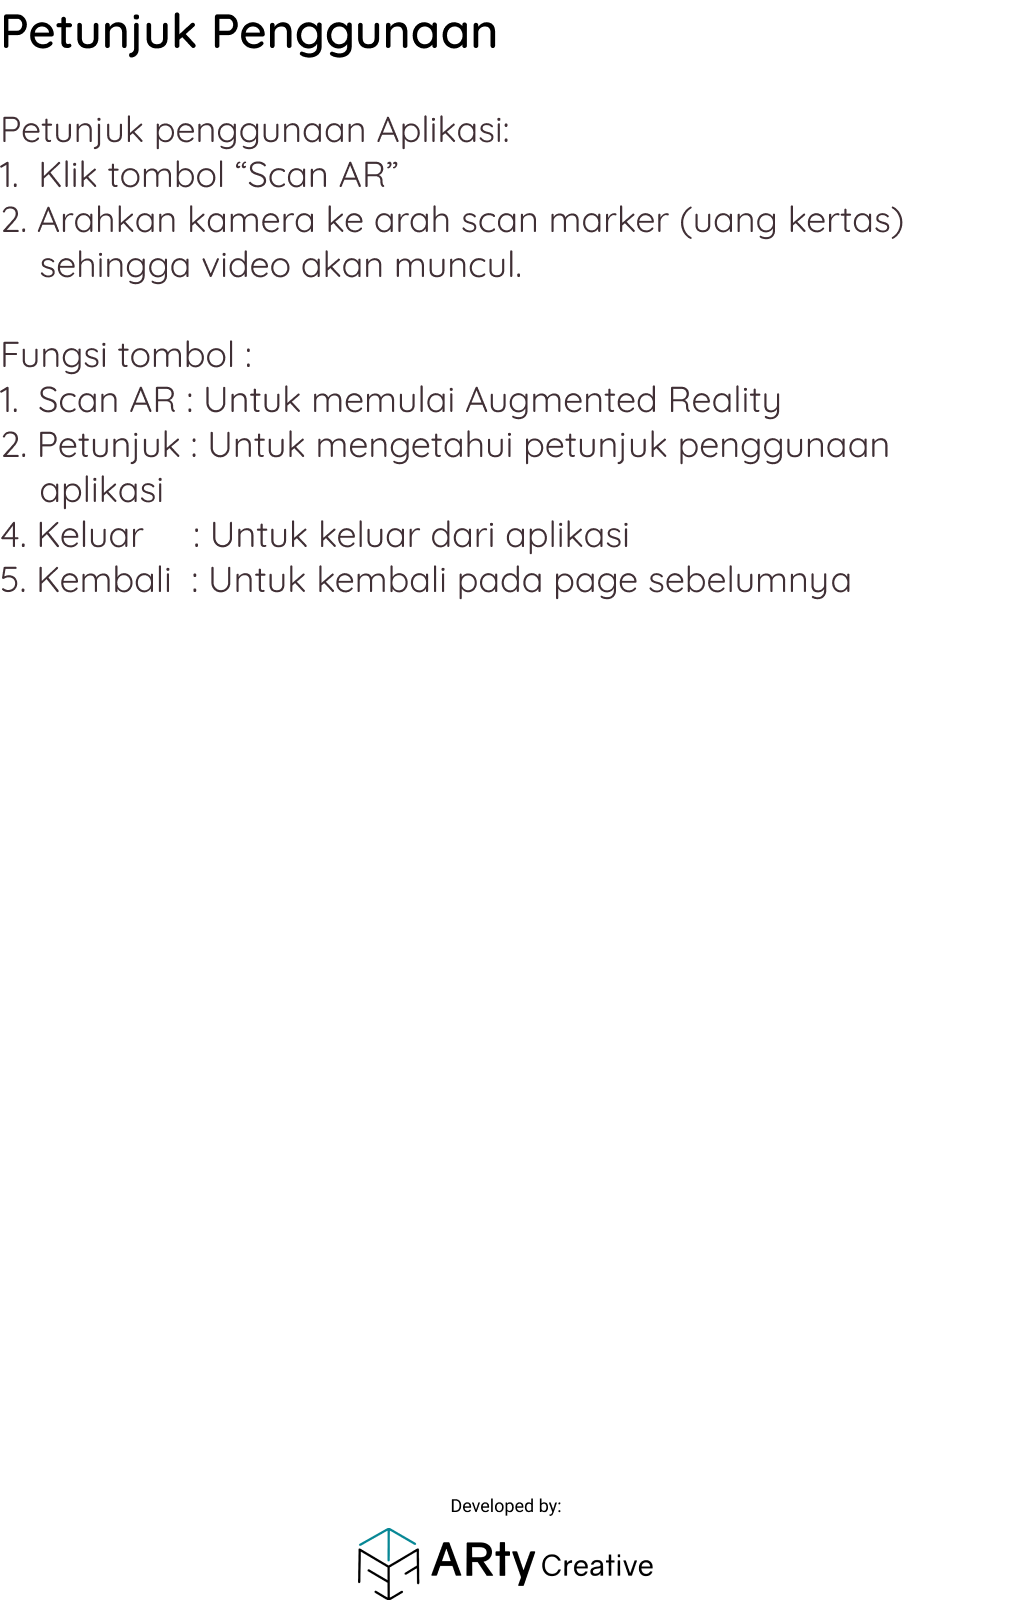 Petunjuk Penggunaan
Petunjuk penggunaan Aplikasi:
1. Klik tombol “Scan AR”
2. Arahkan kamera ke arah scan marker (uang kertas)
sehingga video akan muncul.
Fungsi tombol :
1. Scan AR : Untuk memulai Augmented Reality
2. Petunjuk : Untuk mengetahui petunjuk penggunaan
aplikasi
4. Keluar : Untuk keluar dari aplikasi
5. Kembali : Untuk kembali pada page sebelumnya
Developed by:
ARty Creative